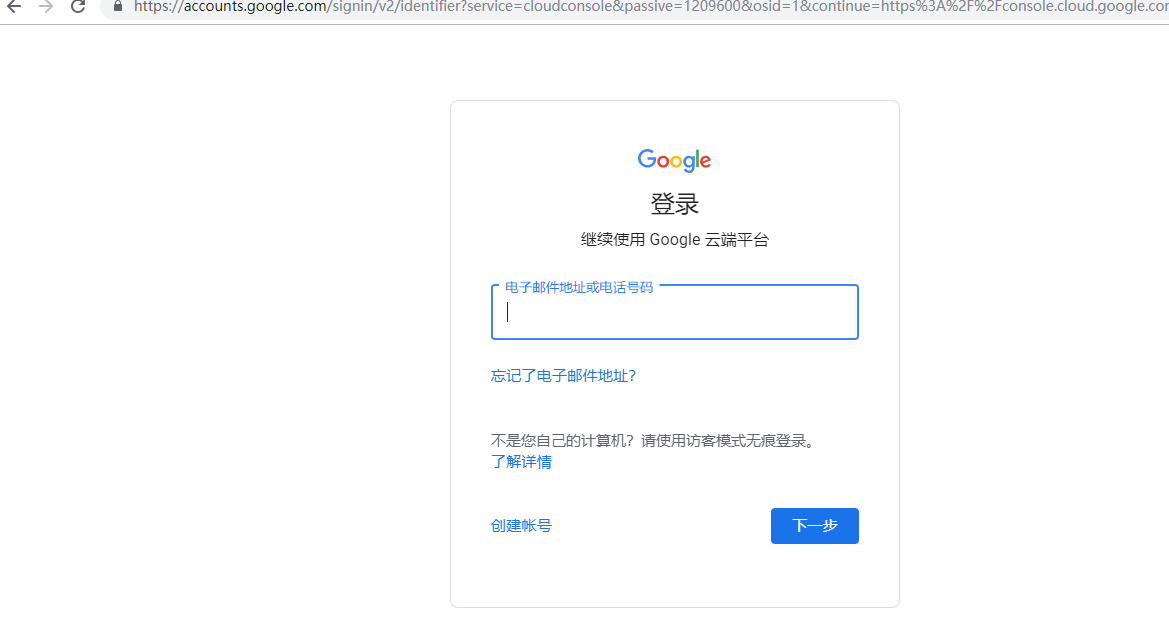 https://accounts.google.com/signin/v2/identifier?service=cloudconsole&passive=1209600&osid=1&continue=https%3A%2F%2Fconsole.cloud.google.com
Google
登录
继续使用 Google 云端平台
电子邮件地址或电话号码
忘记了电子邮件地址?
不是您自己的计算机？请使用访客模式无痕登录。
了解详情
创建帐号
下一步